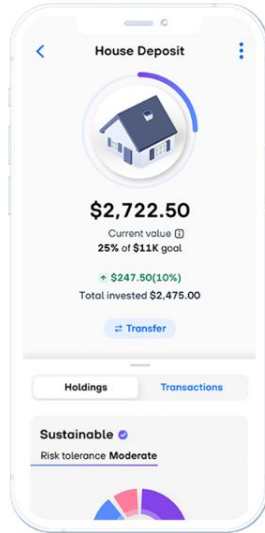 House Deposit
$2,722.50
Current value
25% of $11K goal
$247.50(10%)
Total invested $2,475.00
Transfer
Holdings Transactions
Sustainable
Risk tolerance Moderate